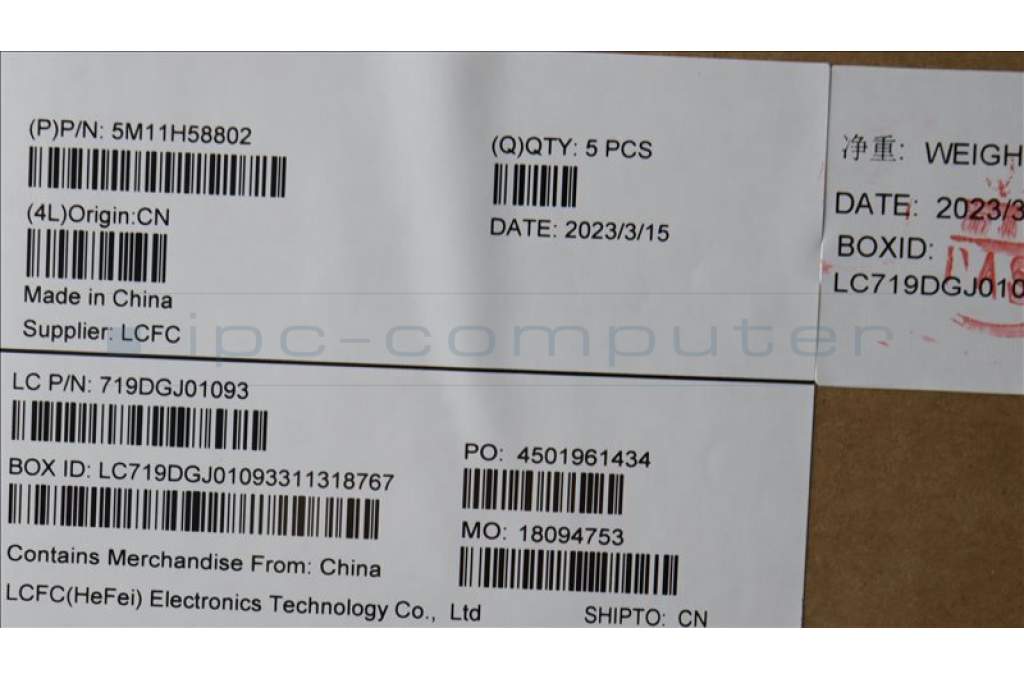 (P)P/N: 5M11H58802
(Q)QTY: 5 PCS
(4L)Origin:CN
DATE: 2023/3/15
Made in China
Supplier: LCFC
净重: WEIGH
DATE: 2023/3
BOXID:
LC719DGJ010
ipc-computer
LC P/N: 719DGJ01093
BOX ID: LC719DGJ01093311318767
PO: 4501961434
MO: 18094753
Contains Merchandise From: China
LCFC(HeFei) Electronics Technology Co., Ltd
SHIPTO: CN